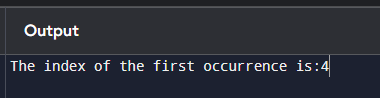 Output
The index of the first occurrence is:4